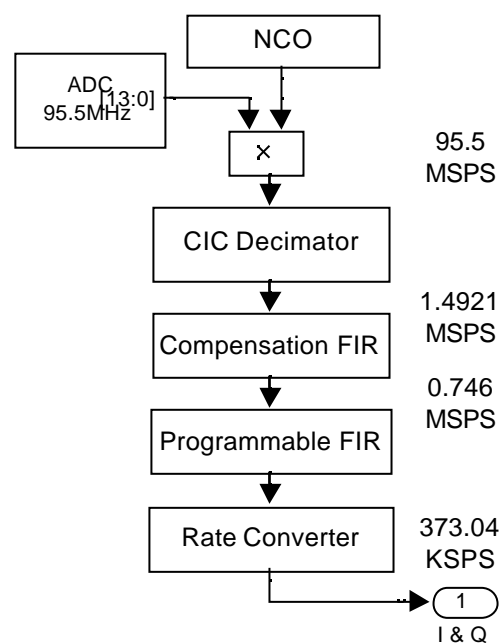 NCO
ADC
95.5MHz
[13:0]
×
95.5
MSPS
CIC Decimator
1.4921
MSPS
Compensation FIR
0.746
MSPS
Programmable FIR
Rate Converter
373.04
KSPS
1
I & Q